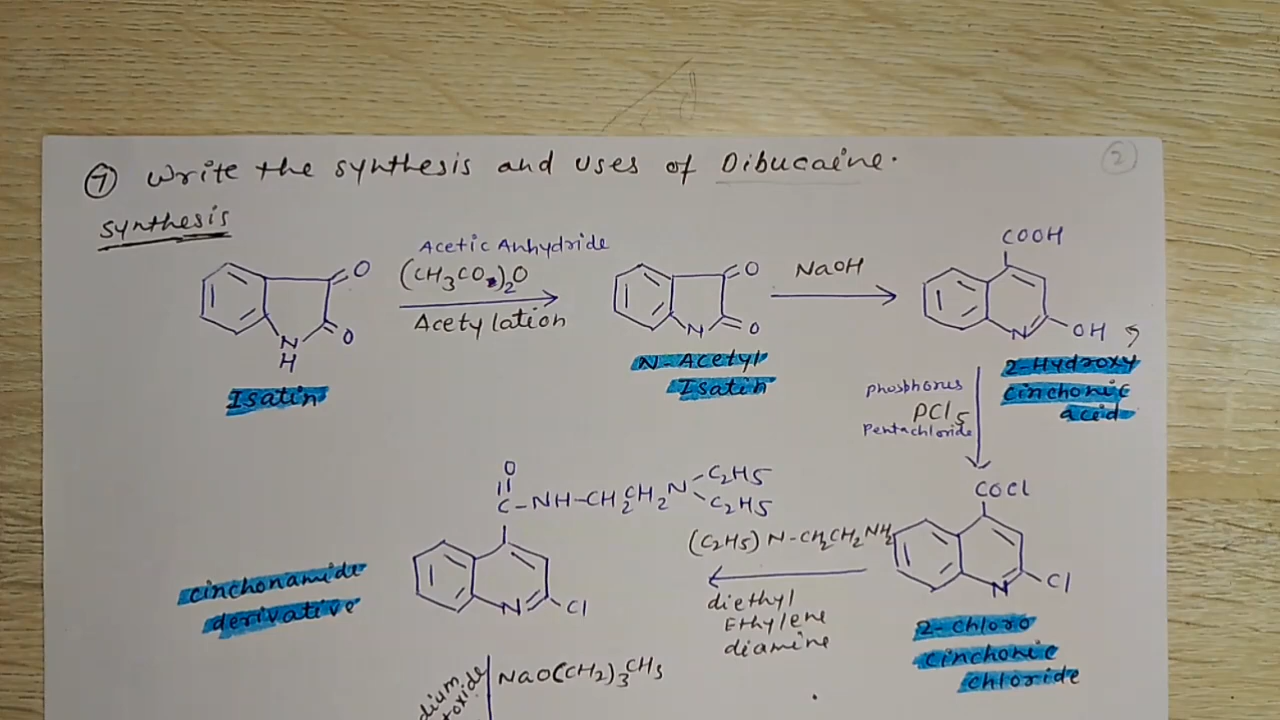 7 Write the synthesis and uses of Dibucaine.
2
Synthesis
Acetic Anhydride
(CH3CO)2O
Acetylation
NaOH
O
O
N
H
Isatin
O
O
N
N-Acetyl
Isatin
COOH
N
OH
2-Hydroxy
cinchonic
acid
phosphorus
PCl5
Pentachloride
COCl
N
Cl
2-chloro
cinchonic
chloride
(C2H5) N-CH2CH2NH2
diethyl
Ethylene
diamine
O
C-NH-CH2CH2N
C2H5
C2H5
N
Cl
cinchonamide
derivative
NaO(CH2)3CH3